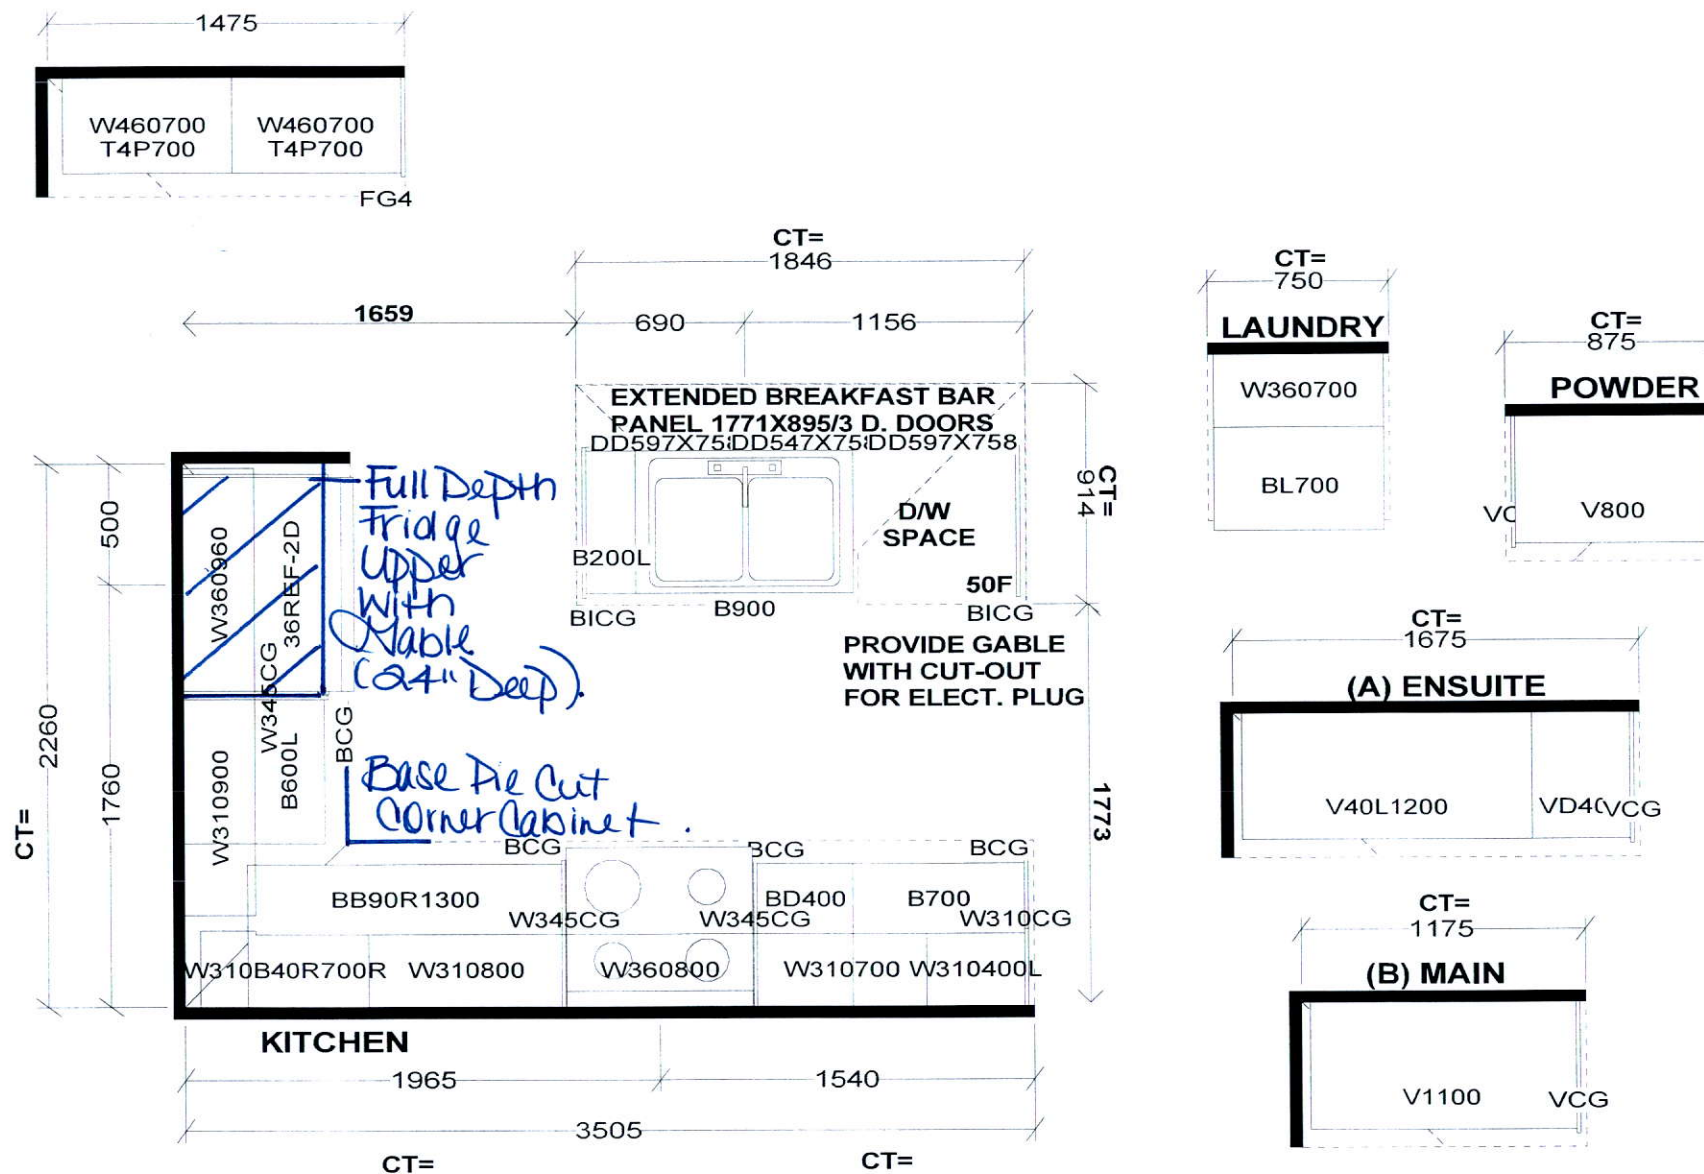 1475
W460700 W460700
T4P700 T4P700
FG4
CT=
1846
1659
690 1156
EXTENDED BREAKFAST BAR
PANEL 1771X895/3 D. DOORS
DD547X758 DD597X758
CT=
914
D/W
SPACE
B200L
B900
50F
BICG
BICG
PROVIDE GABLE
WITH CUT-OUT
FOR ELECT. PLUG
1773
500
1760
2260
CT=
W360960
36REF-2D
W345CG
B600L
W310900
BCG
Full Depth
Fridge
Upper
With
Gable
(24" Deep).
Base Pie Cut
Corner Cabinet.
BCG BCG BCG
BB90R1300
BD400 B700
W345CG W345CG W310CG
W310B40R700R W310800 W360800 W310700 W310400L
KITCHEN
1965 1540
3505
CT= CT=
CT=
750
LAUNDRY
W360700
BL700
CT=
875
POWDER
V800
CT=
1675
(A) ENSUITE
V40L1200
VCG
CT=
1175
(B) MAIN
V1100 VCG